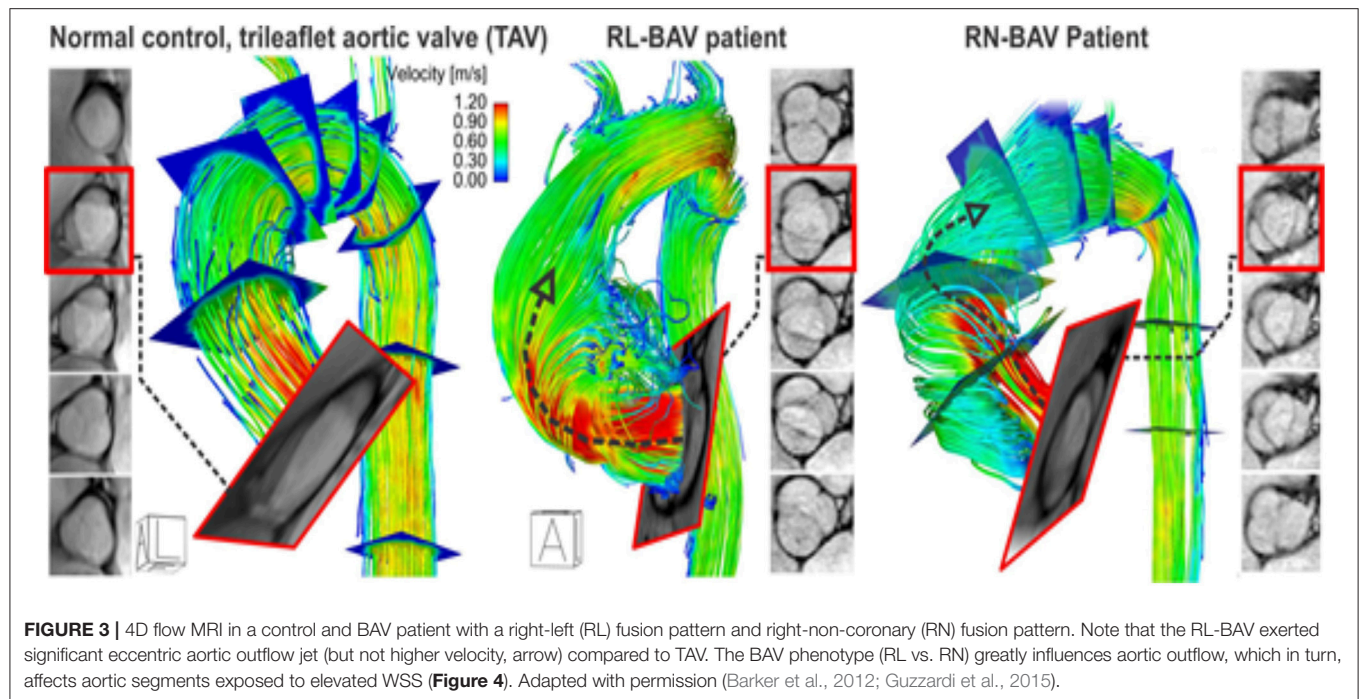 Normal control, trileaflet aortic valve (TAV)
RL-BAV patient
RN-BAV Patient
Velocity [m/s]
1.20
0.90
0.60
0.30
0.00
L
A
FIGURE 3 | 4D flow MRI in a control and BAV patient with a right-left (RL) fusion pattern and right-non-coronary (RN) fusion pattern. Note that the RL-BAV exerted
significant eccentric aortic outflow jet (but not higher velocity, arrow) compared to TAV. The BAV phenotype (RL vs. RN) greatly influences aortic outflow, which in turn,
affects aortic segments exposed to elevated WSS (Figure 4). Adapted with permission (Barker et al., 2012; Guzzardi et al., 2015).